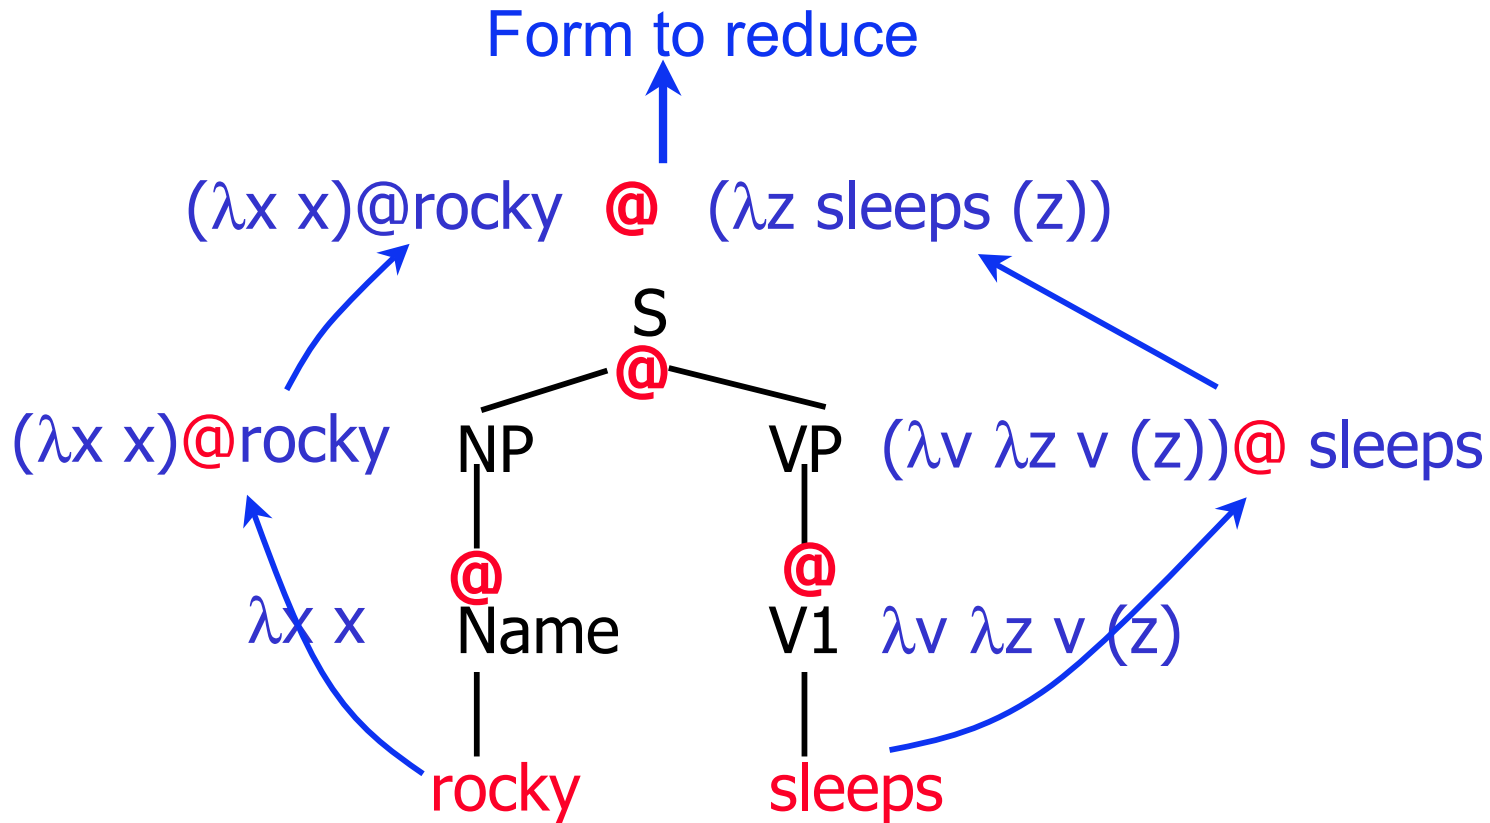 Form to reduce
(λx x)@rocky @ (λz sleeps (z))
S
@
(λx x)@rocky NP VP (λv λz v (z))@ sleeps
@ @
λx x Name V1 λv λz v (z)
rocky sleeps